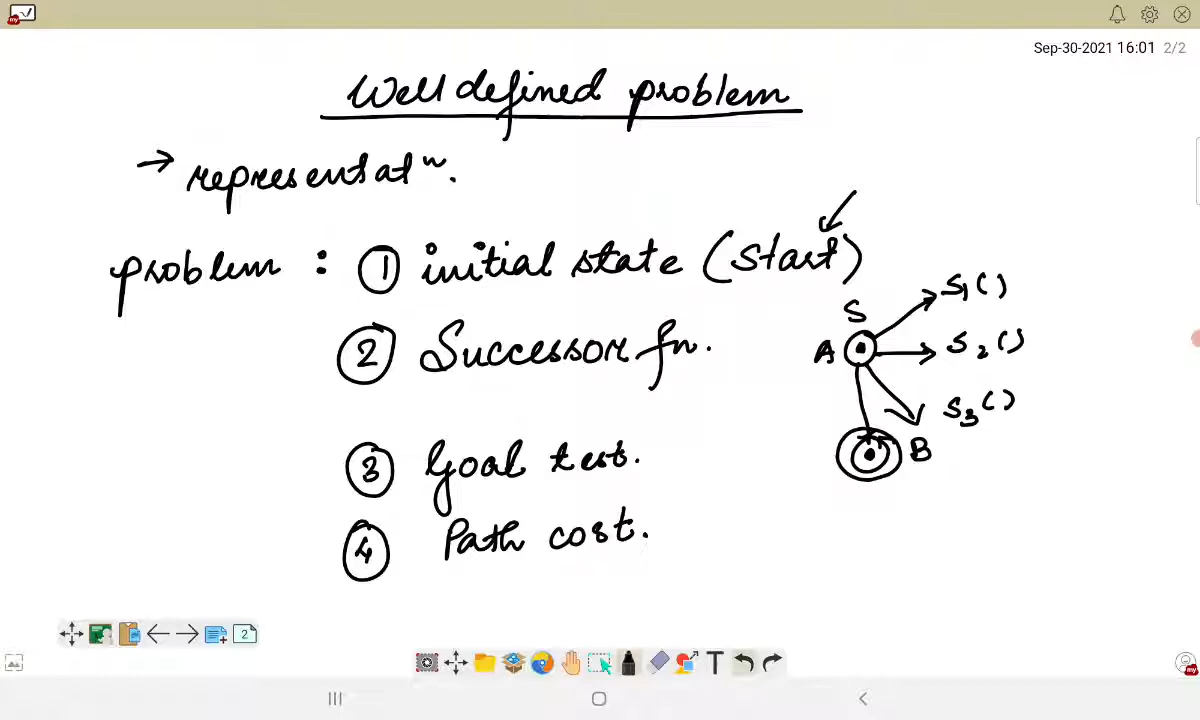 Sep-30-2021 16:01 2/2
Well defined problem
→ representatⁿ.
problem : ① initial state (start)
② Successor fn.
③ Goal test.
④ Path cost.
S
A
S₁( )
S₂( )
S₃( )
B
2
T